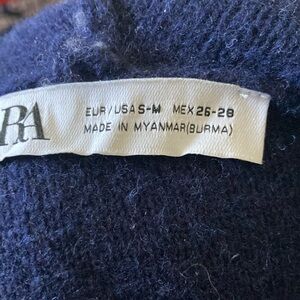 RA
EUR/USA S-M MEX 26-28
MADE IN MYANMAR(BURMA)